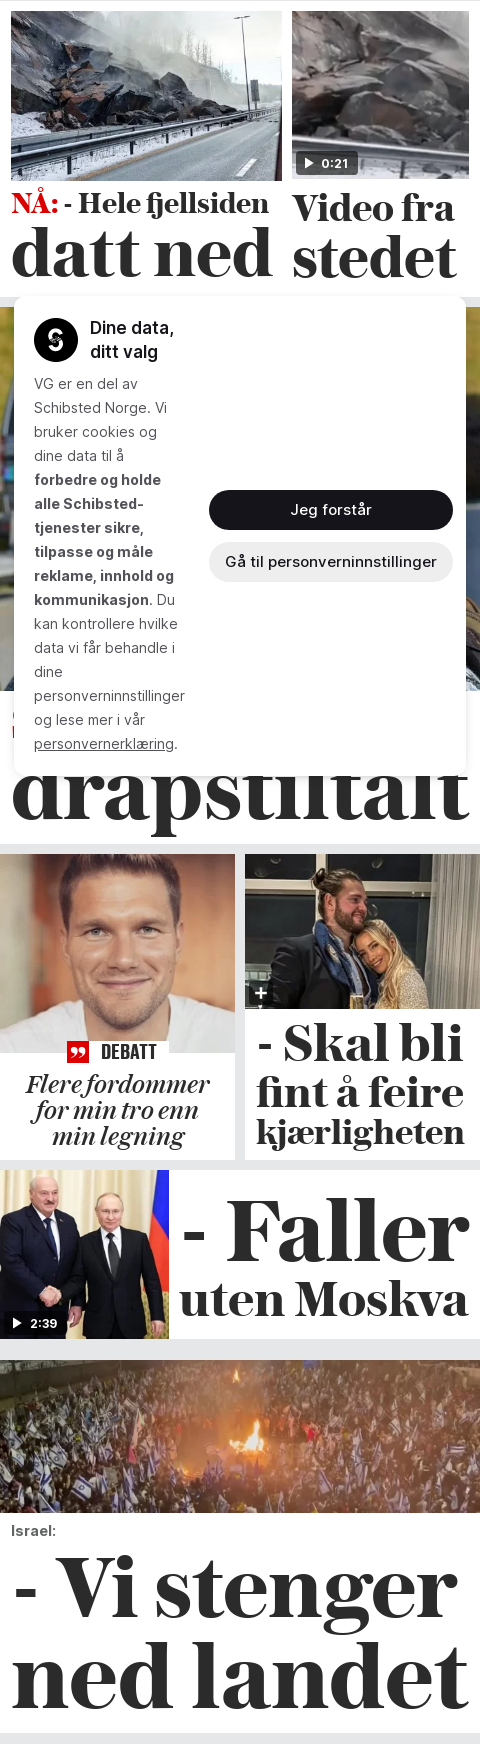 NÅ: - Hele fjellsiden
datt ned
0:21
Video fra
stedet
Dine data,
ditt valg
VG er en del av
Schibsted Norge. Vi
bruker cookies og
dine data til å
forbedre og holde
alle Schibsted-
tjenester sikre,
tilpasse og måle
reklame, innhold og
kommunikasjon. Du
kan kontrollere hvilke
data vi får behandle i
dine
personverninnstillinger
og lese mer i vår
personvernerklæring.
Jeg forstår
Gå til personverninnstillinger
drapstiltalt
DEBATT
Flere fordommer
for min tro enn
min legning
- Skal bli
fint å feire
kjærligheten
2:39
- Faller
uten Moskva
Israel:
- Vi stenger
ned landet